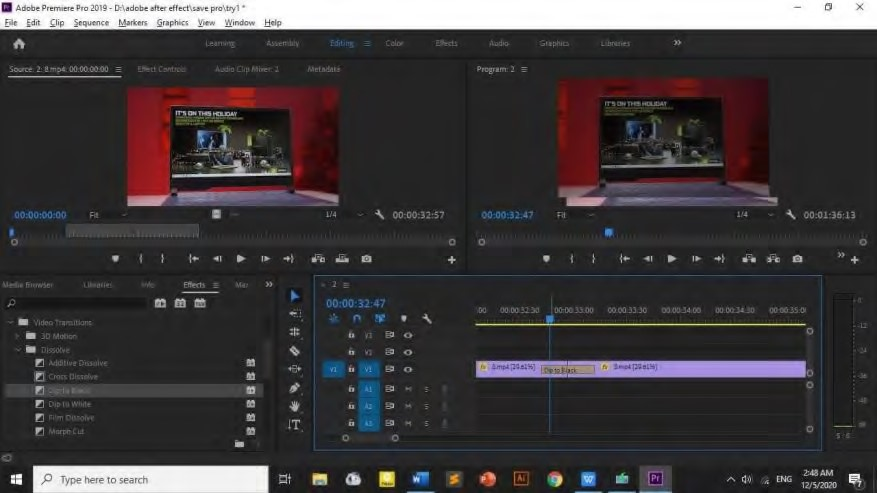 Adobe Premiere Pro 2019 - D:\adobe after effect\save pro\try1 *
File Edit Clip Sequence Markers Graphics View Window Help
Learning Assembly Editing Color Effects Audio Graphics Libraries
Source: 2: 8.mp4: 00:00:00:00 Effect Controls Audio Clip Mixer: 2 Metadata
Program: 2
IT'S ON THIS HOLIDAY
IT'S ON THIS HOLIDAY
00:00:00:00 Fit 1/4 00:00:32:57
00:00:32:47 Fit 1/4 00:01:36:13
Media Browser Libraries Info Effects Mar
2
00:00:32:47
:00 00:00:32:30 00:00:33:00 00:00:33:30 00:00:34:00 00:00:34:30 00:00:35:0
Video Transitions
3D Motion
Dissolve
Additive Dissolve
Cross Dissolve
Dip to Black
Dip to White
Film Dissolve
Morph Cut
V3
V2
V1 V1
8.mp4 [29.61%] Dip to Black 8.mp4 [29.61%]
A1 M S
A2 M S
A3 M S
0
-12
-24
-36
-48
S S
Type here to search
ENG
2:48 AM
12/5/2020